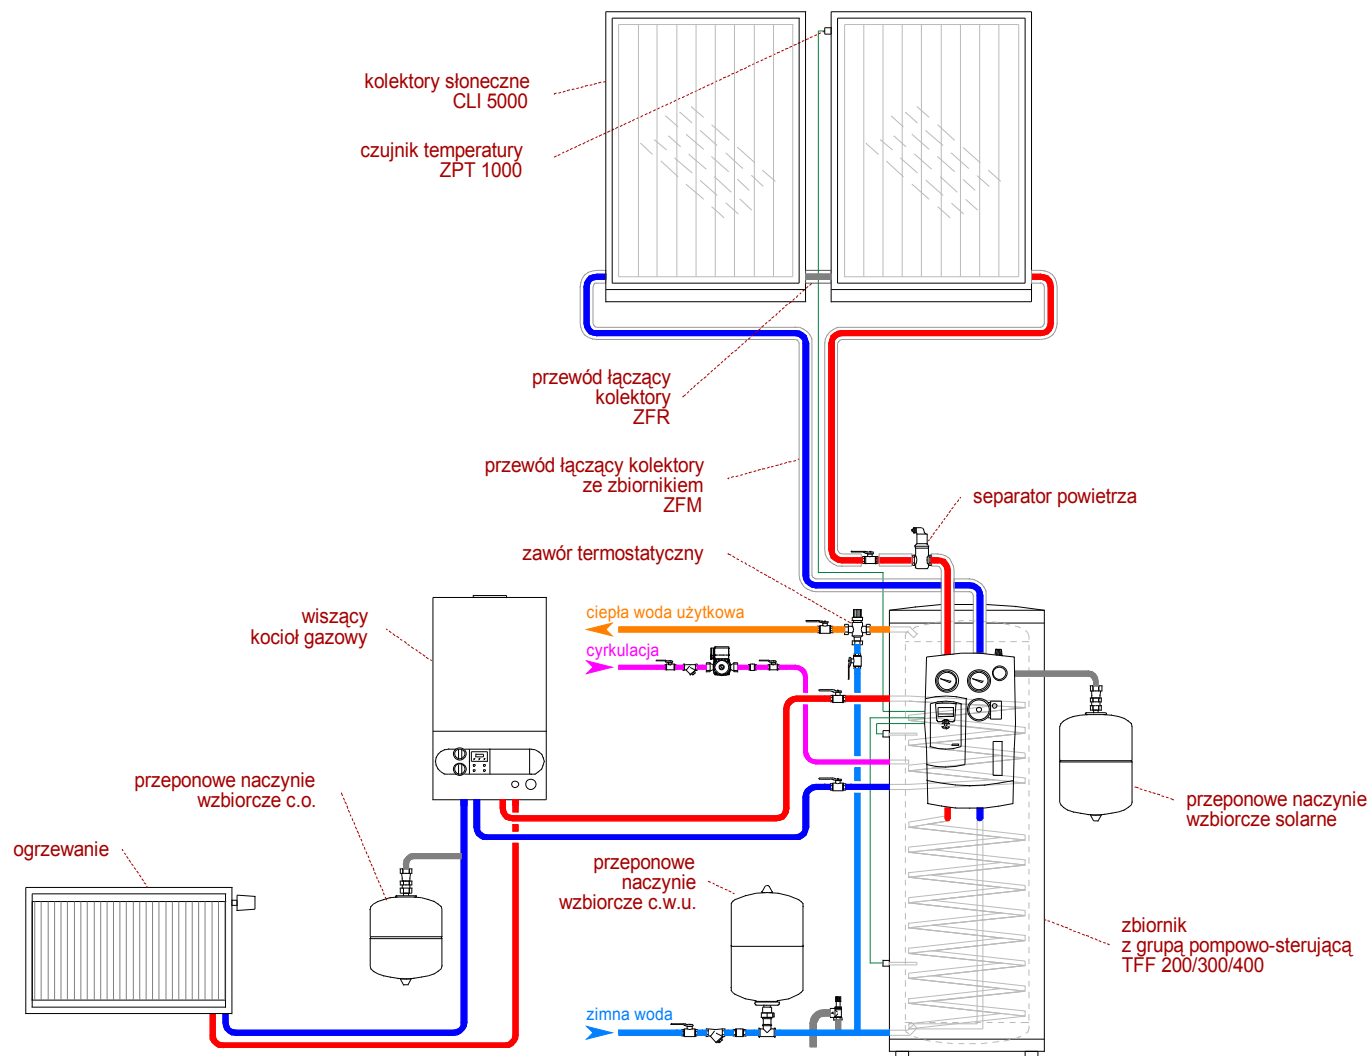 kolektory słoneczne
CLI 5000
czujnik temperatury
ZPT 1000
przewód łączący
kolektory
ZFR
przewód łączący kolektory
ze zbiornikiem
ZFM
separator powietrza
zawór termostatyczny
wiszący
kocioł gazowy
ciepła woda użytkowa
cyrkulacja
przeponowe naczynie
wzbiorcze c.o.
przeponowe naczynie
wzbiorcze solarne
ogrzewanie
przeponowe
naczynie
wzbiorcze c.w.u.
zbiornik
z grupą pompowo-sterującą
TFF 200/300/400
zimna woda